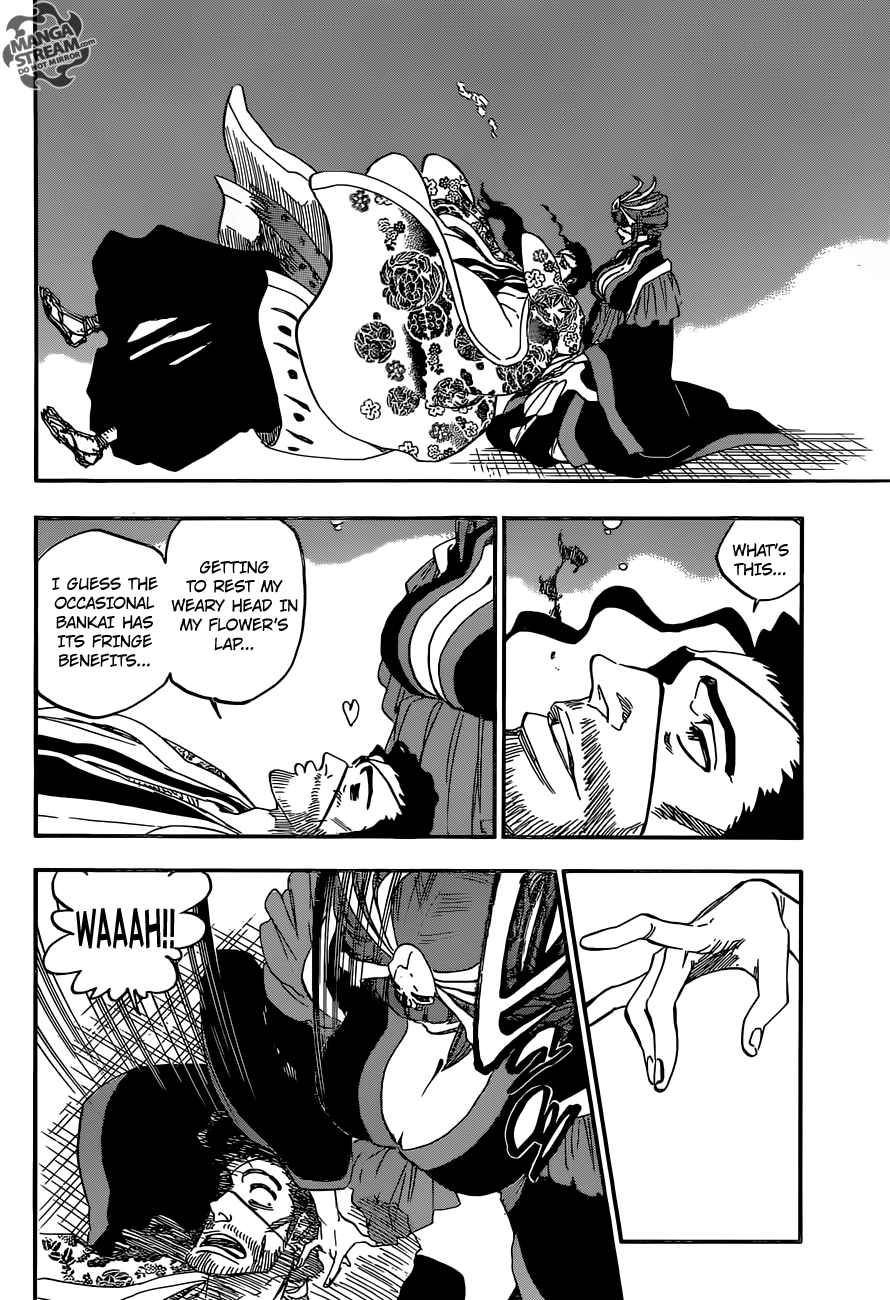 MANGA
STREAM.com
DO NOT MIRROR
WHAT'S
THIS...
GETTING
TO REST MY
WEARY HEAD IN
MY FLOWER'S
LAP...
I GUESS THE
OCCASIONAL
BANKAI HAS
ITS FRINGE
BENEFITS...
WAAAH!!